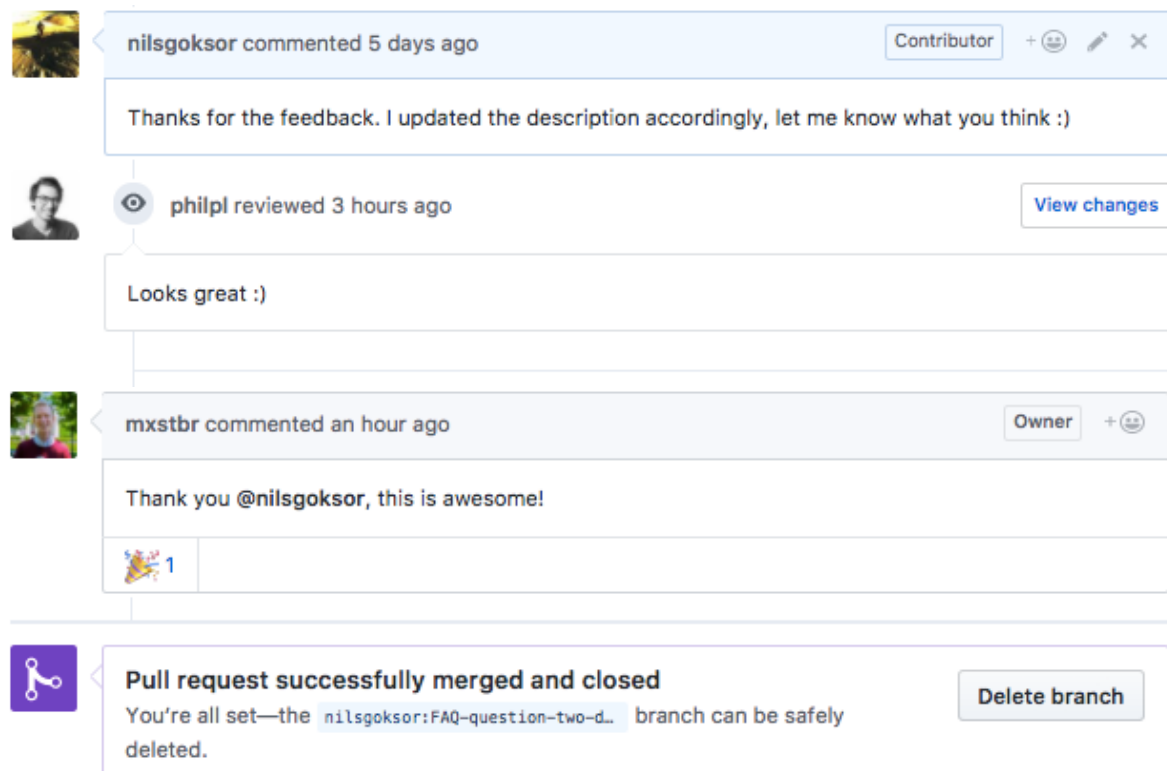 nilsgoksor commented 5 days ago Contributor
Thanks for the feedback. I updated the description accordingly, let me know what you think :)
philpl reviewed 3 hours ago View changes
Looks great :)
mxstbr commented an hour ago Owner
Thank you @nilsgoksor, this is awesome!
🎉 1
Pull request successfully merged and closed
Delete branch
You’re all set—the nilsgoksor:FAQ-question-two-d… branch can be safely
deleted.